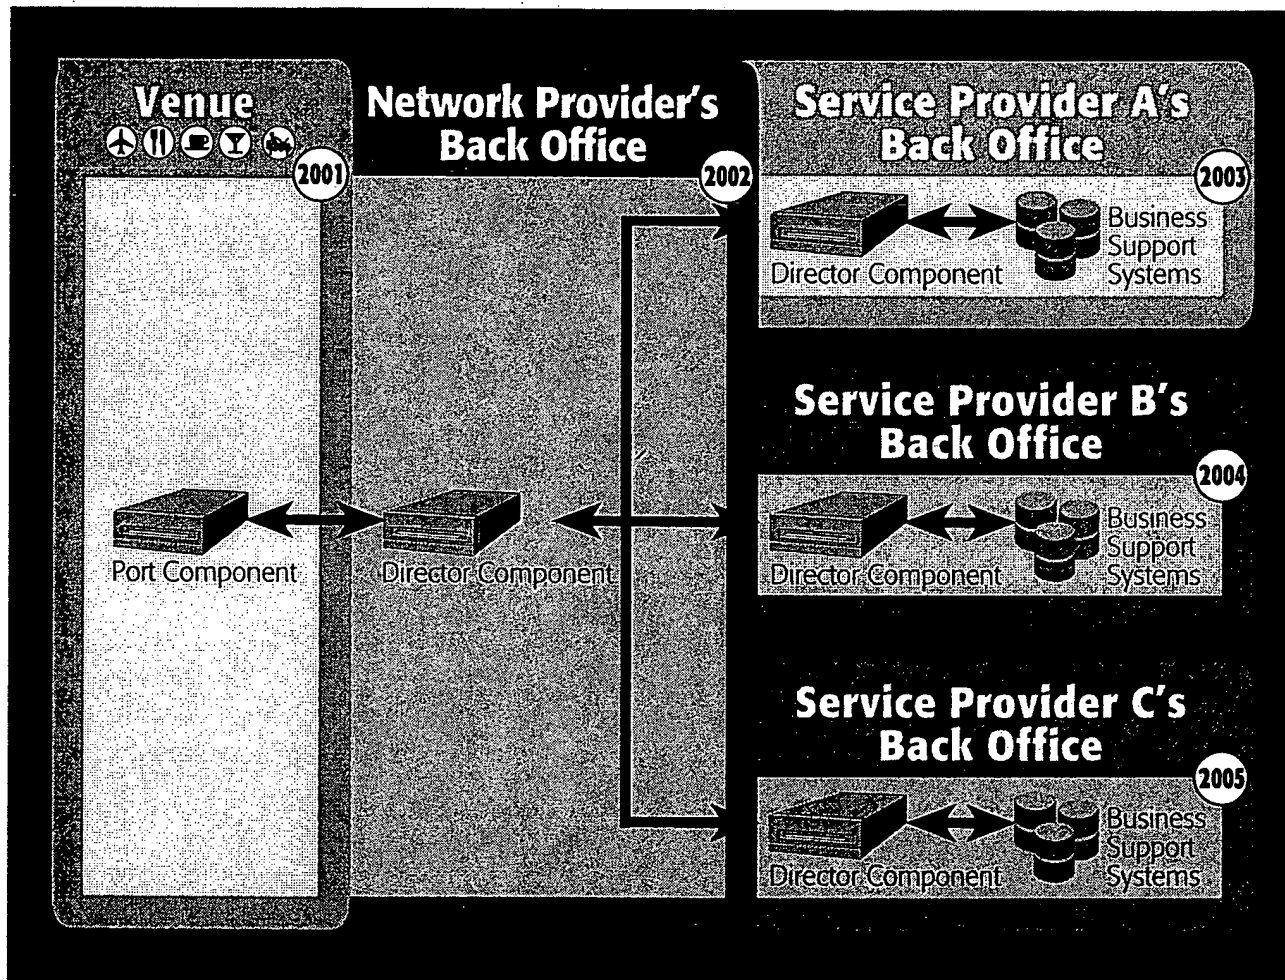 Venue
2001
Port Component
Network Provider's
Back Office
2002
Director Component
Service Provider A's
Back Office
2003
Director Component
Business
Support
Systems
Service Provider B's
Back Office
2004
Director Component
Business
Support
Systems
Service Provider C's
Back Office
2005
Director Component
Business
Support
Systems